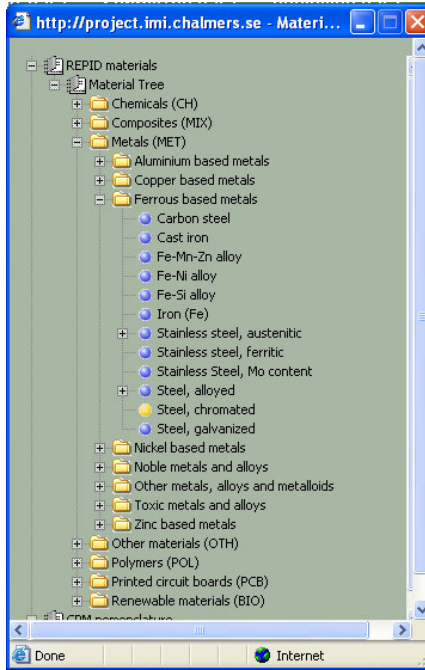 http://project.imi.chalmers.se - Materi...
REPID materials
Material Tree
Chemicals (CH)
Composites (MIX)
Metals (MET)
Aluminium based metals
Copper based metals
Ferrous based metals
Carbon steel
Cast iron
Fe-Mn-Zn alloy
Fe-Ni alloy
Fe-Si alloy
Iron (Fe)
Stainless steel, austenitic
Stainless steel, ferritic
Stainless Steel, Mo content
Steel, alloyed
Steel, chromated
Steel, galvanized
Nickel based metals
Noble metals and alloys
Other metals, alloys and metalloids
Toxic metals and alloys
Zinc based metals
Other materials (OTH)
Polymers (POL)
Printed circuit boards (PCB)
Renewable materials (BIO)
CPM nomenclature
Done Internet